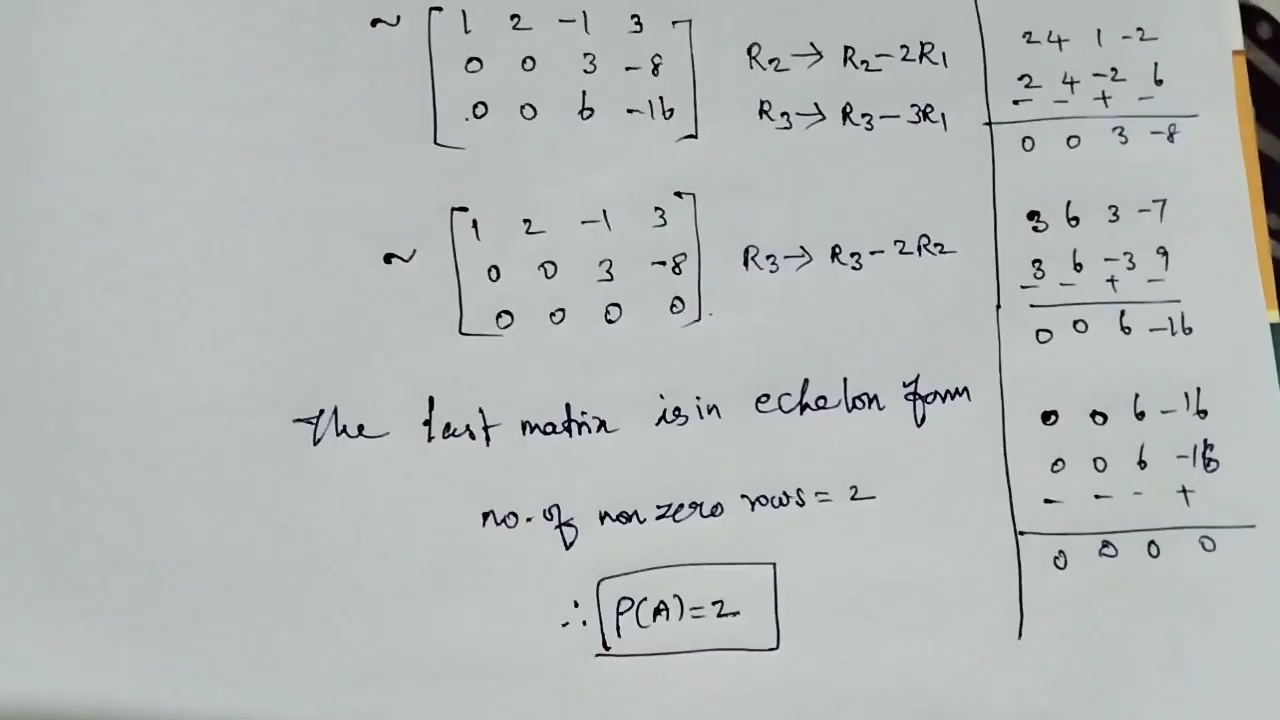 ~ [ 1 2 -1 3 ]
[ 0 0 3 -8 ] R2→ R2-2R1
[ .0 0 6 -16 ] R3→ R3-3R1
~ [ 1 2 -1 3 ]
[ 0 0 3 -8 ] R3→ R3-2R2
[ 0 0 0 0 ].
The last matrix is in echelon form
no. of non zero rows = 2
∴ P(A)=2
2 4 1 -2
2 4 -2 6
- - + -
0 0 3 -8
3 6 3 -7
3 6 -3 9
- - + -
0 0 6 -16
0 0 6 -16
0 0 6 -16
- - - +
0 0 0 0